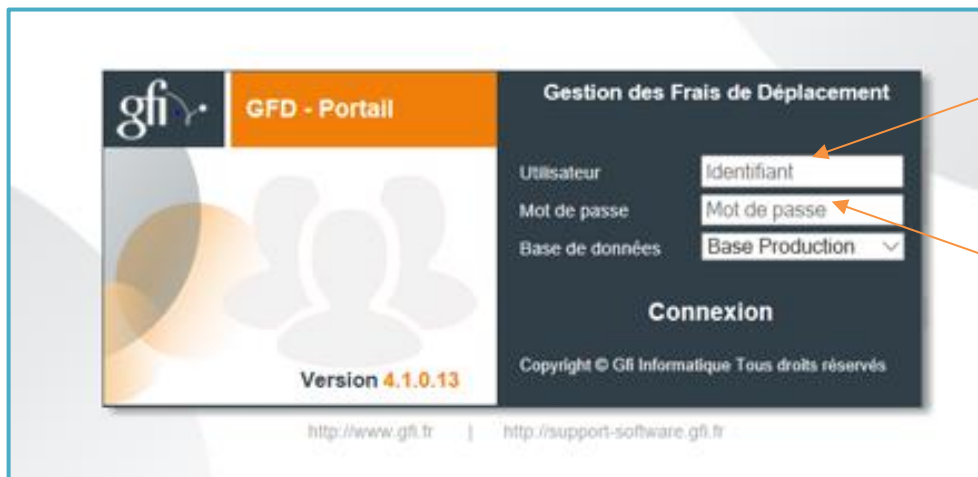 gfi
GFD - Portail
Gestion des Frais de Déplacement
Utilisateur
Identifiant
Mot de passe
Mot de passe
Base de données
Base Production
Connexion
Version 4.1.0.13
Copyright © Gfi Informatique Tous droits réservés
http://www.gfi.fr | http://support-software.gfi.fr